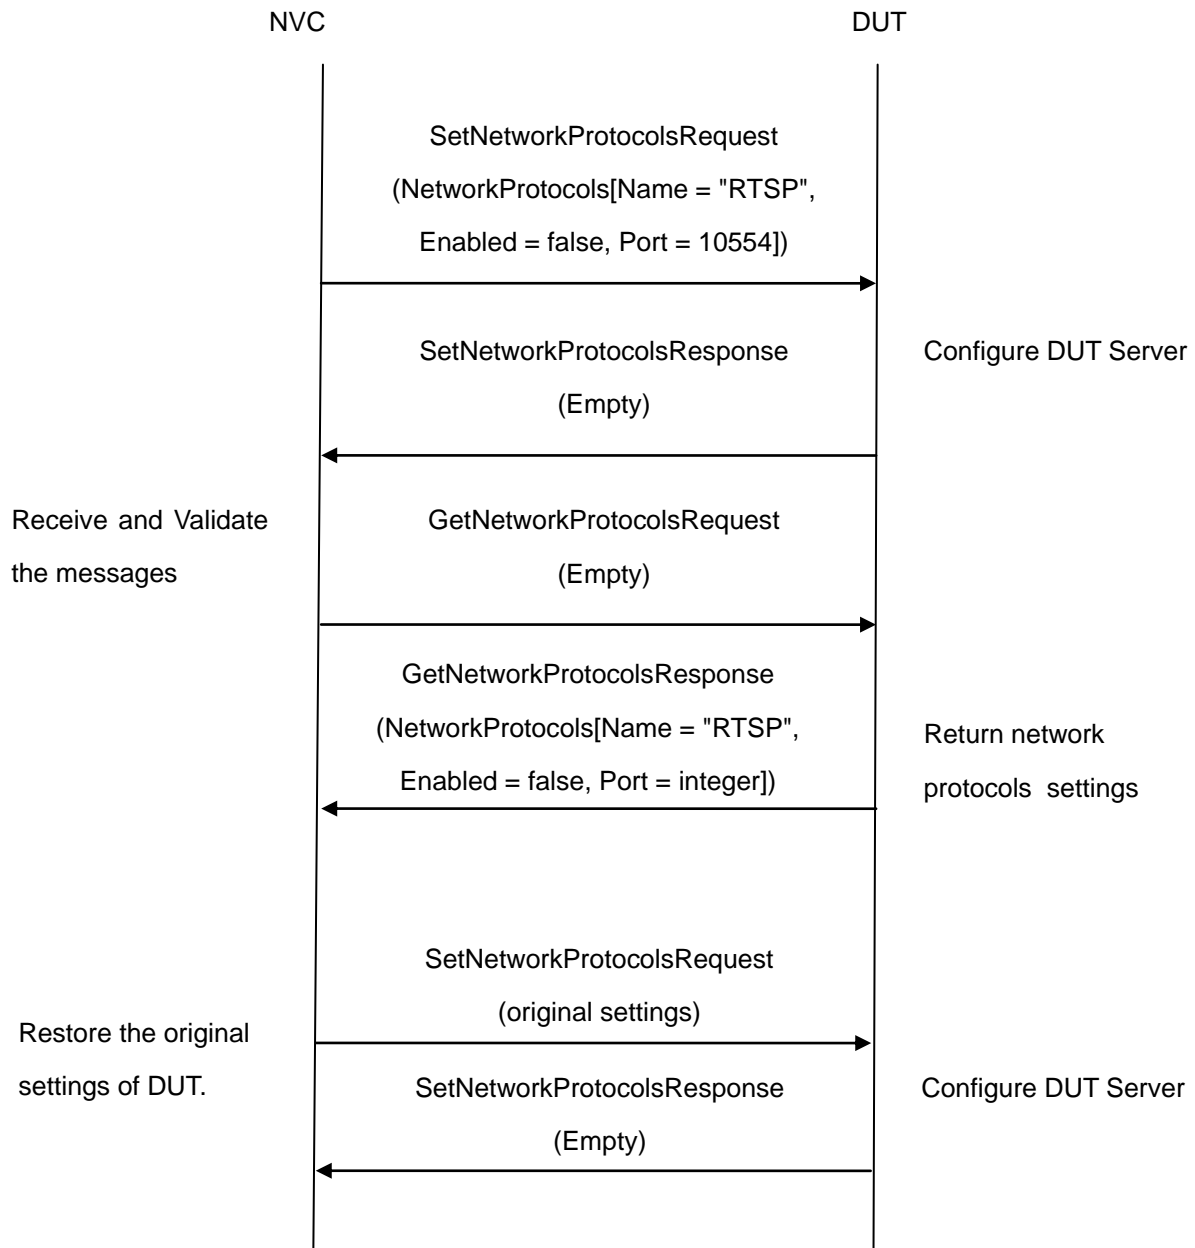 NVC
DUT
SetNetworkProtocolsRequest
(NetworkProtocols[Name = "RTSP",
Enabled = false, Port = 10554])
SetNetworkProtocolsResponse
(Empty)
Configure DUT Server
Receive and Validate
the messages
GetNetworkProtocolsRequest
(Empty)
GetNetworkProtocolsResponse
(NetworkProtocols[Name = "RTSP",
Enabled = false, Port = integer])
Return network
protocols settings
SetNetworkProtocolsRequest
(original settings)
Restore the original
settings of DUT.
SetNetworkProtocolsResponse
(Empty)
Configure DUT Server